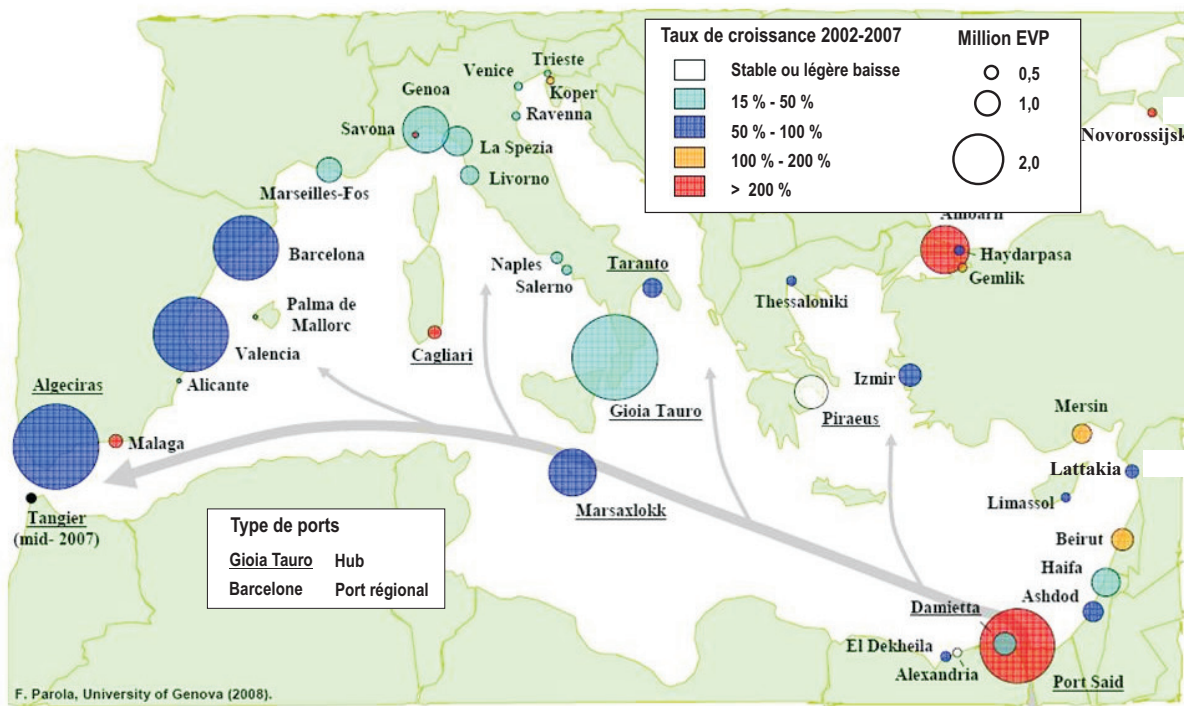 Taux de croissance 2002-2007
Stable ou légère baisse
15 % - 50 %
50 % - 100 %
100 % - 200 %
> 200 %
Million EVP
0,5
1,0
2,0
Trieste
Venice
Koper
Genoa
Ravenna
Savona
La Spezia
Livorno
Marseilles-Fos
Novorossijsk
Barcelona
Haydarpasa
Gemlik
Naples
Salerno
Taranto
Thessaloniki
Palma de
Mallorc
Valencia
Cagliari
Alicante
Algeciras
Gioia Tauro
Izmir
Piraeus
Mersin
Malaga
Lattakia
Limassol
Tangier
(mid- 2007)
Marsaxlokk
Beirut
Haifa
Ashdod
Damietta
El Dekheila
Alexandria
Port Said
Type de ports
Gioia Tauro Hub
Barcelone Port régional
F. Parola, University of Genova (2008).